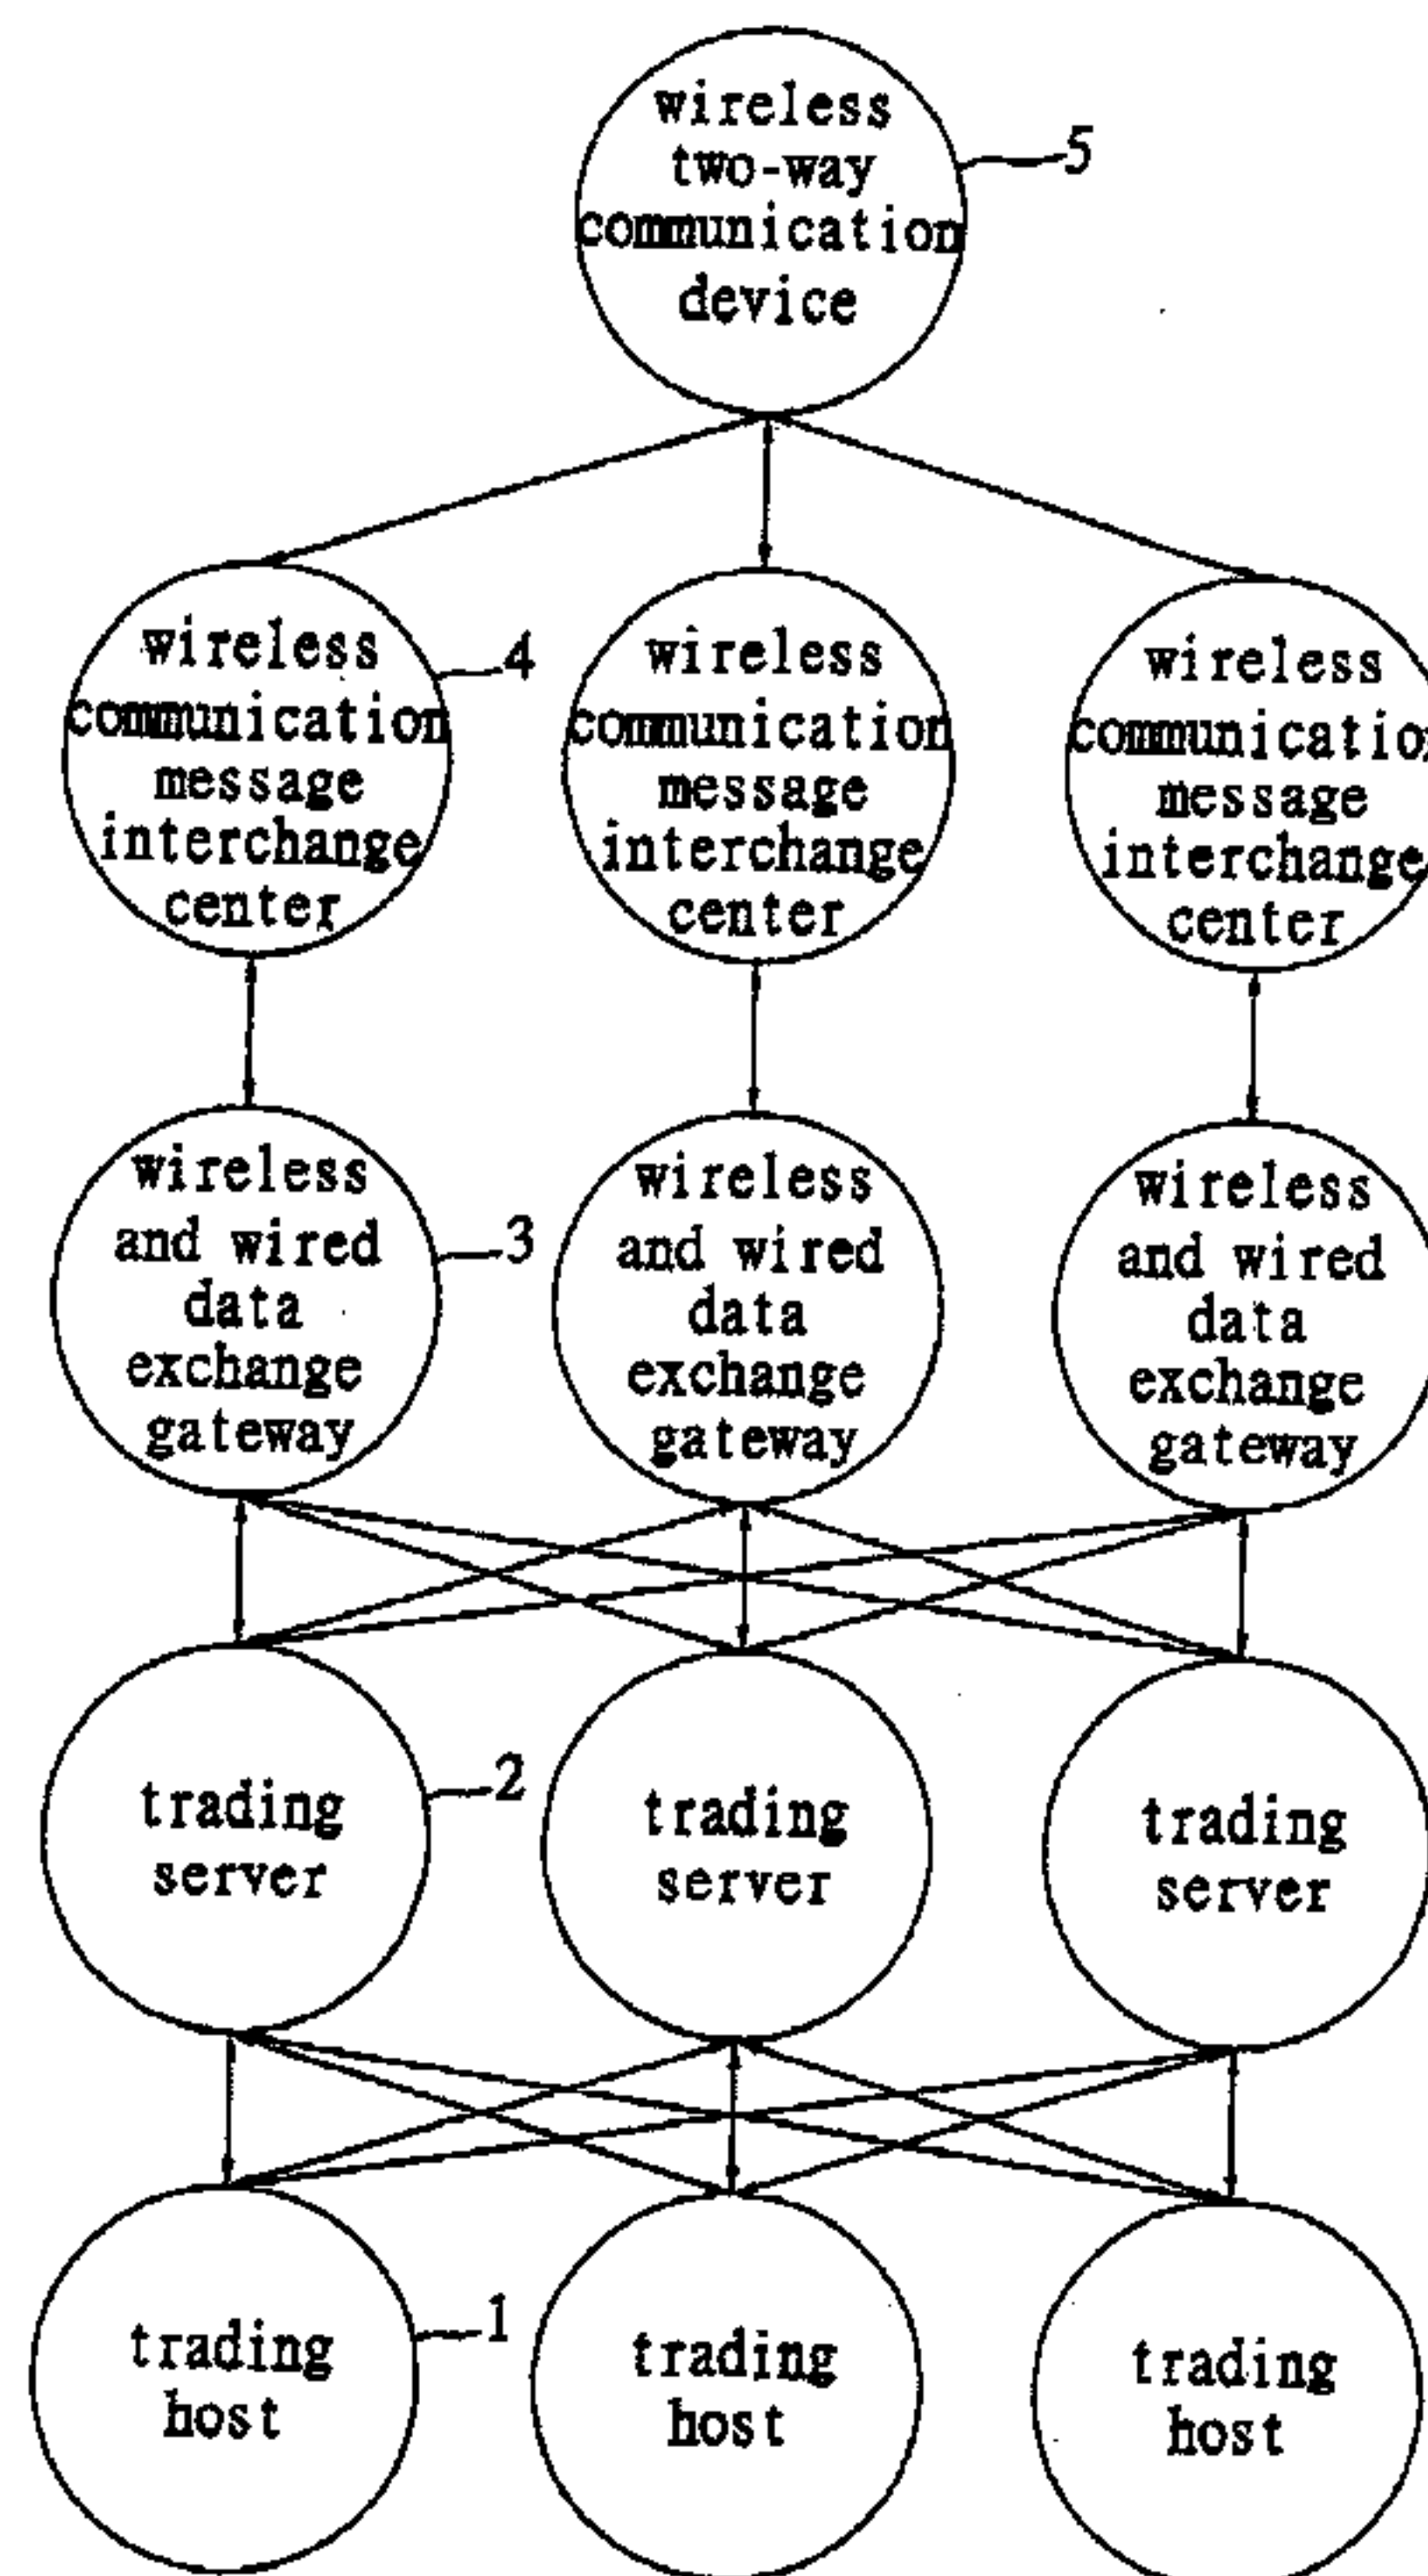 wireless
two-way
communication
device
5
wireless
communication
message
interchange
center
4
wireless
communication
message
interchange
center
wireless
communication
message
interchange
center
wireless
and wired
data
exchange
gateway
3
wireless
and wired
data
exchange
gateway
wireless
and wired
data
exchange
gateway
trading
server
2
trading
server
trading
server
trading
host
1
trading
host
trading
host